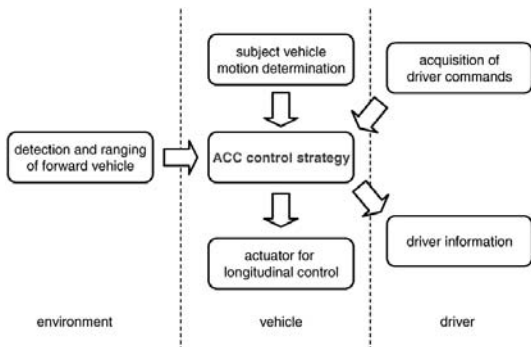 subject vehicle
motion determination
acquisition of
driver commands
detection and ranging
of forward vehicle
ACC control strategy
actuator for
longitudinal control
driver information
environment
vehicle
driver